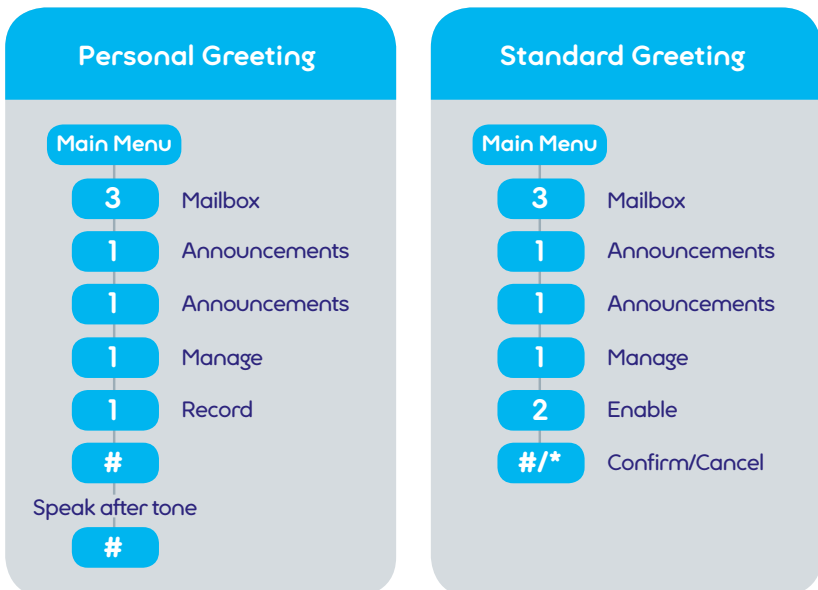 Personal Greeting
Main Menu
3 Mailbox
1 Announcements
1 Announcements
1 Manage
1 Record
#
Speak after tone
#
Standard Greeting
Main Menu
3 Mailbox
1 Announcements
1 Announcements
1 Manage
2 Enable
#/* Confirm/Cancel